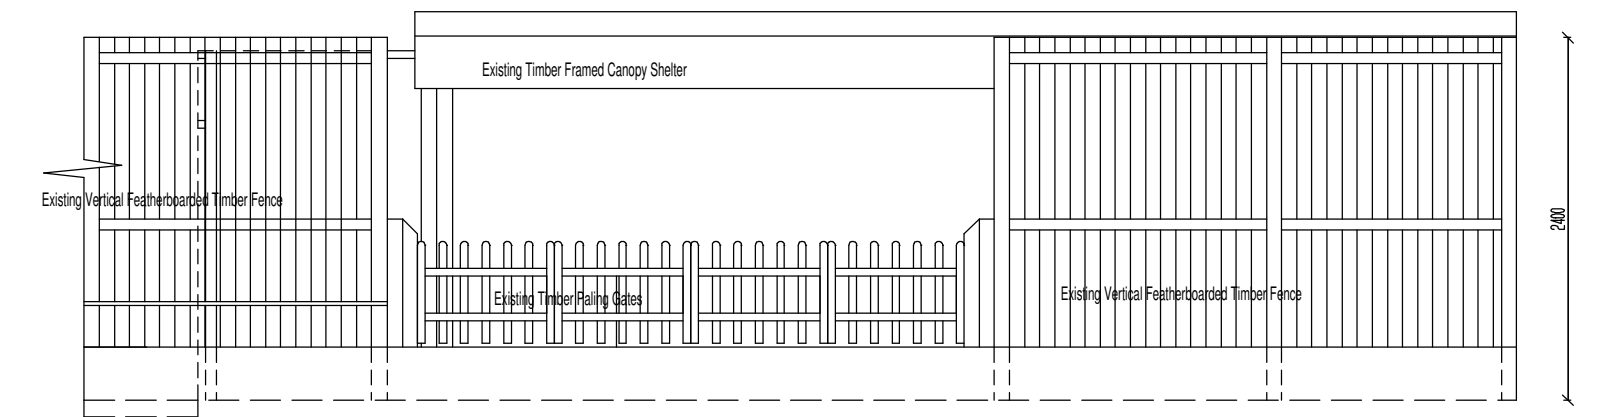 Existing Timber Framed Canopy Shelter
Existing Vertical Featherboarded Timber Fence
2400
Existing Vertical Featherboarded Timber Fence
Existing Timber Paling Gates